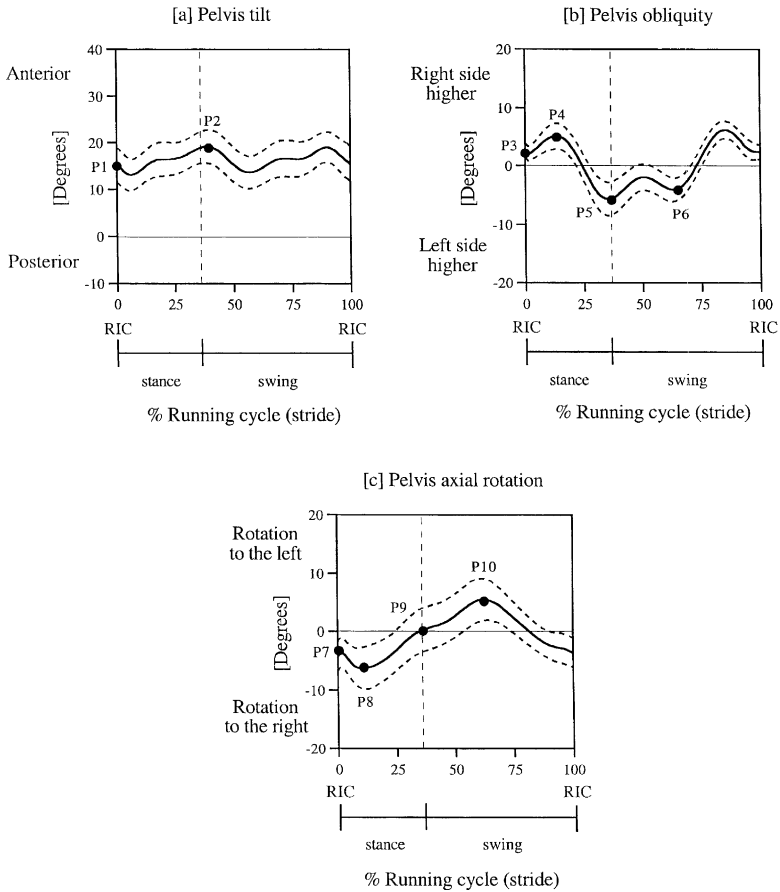 [a] Pelvis tilt
40
Anterior
30
P2
20
P1
10
[Degrees]
0
Posterior
-10
0 25 50 75 100
RIC RIC
stance swing
% Running cycle (stride)
[b] Pelvis obliquity
20
Right side
higher
10
P4
P3
0
[Degrees]
P5 P6
-10
Left side
higher
-20
0 25 50 75 100
RIC RIC
stance swing
% Running cycle (stride)
[c] Pelvis axial rotation
20
Rotation
to the left
10
P10
P9
0
[Degrees]
P7
P8
-10
Rotation
to the right
-20
0 25 50 75 100
RIC RIC
stance swing
% Running cycle (stride)